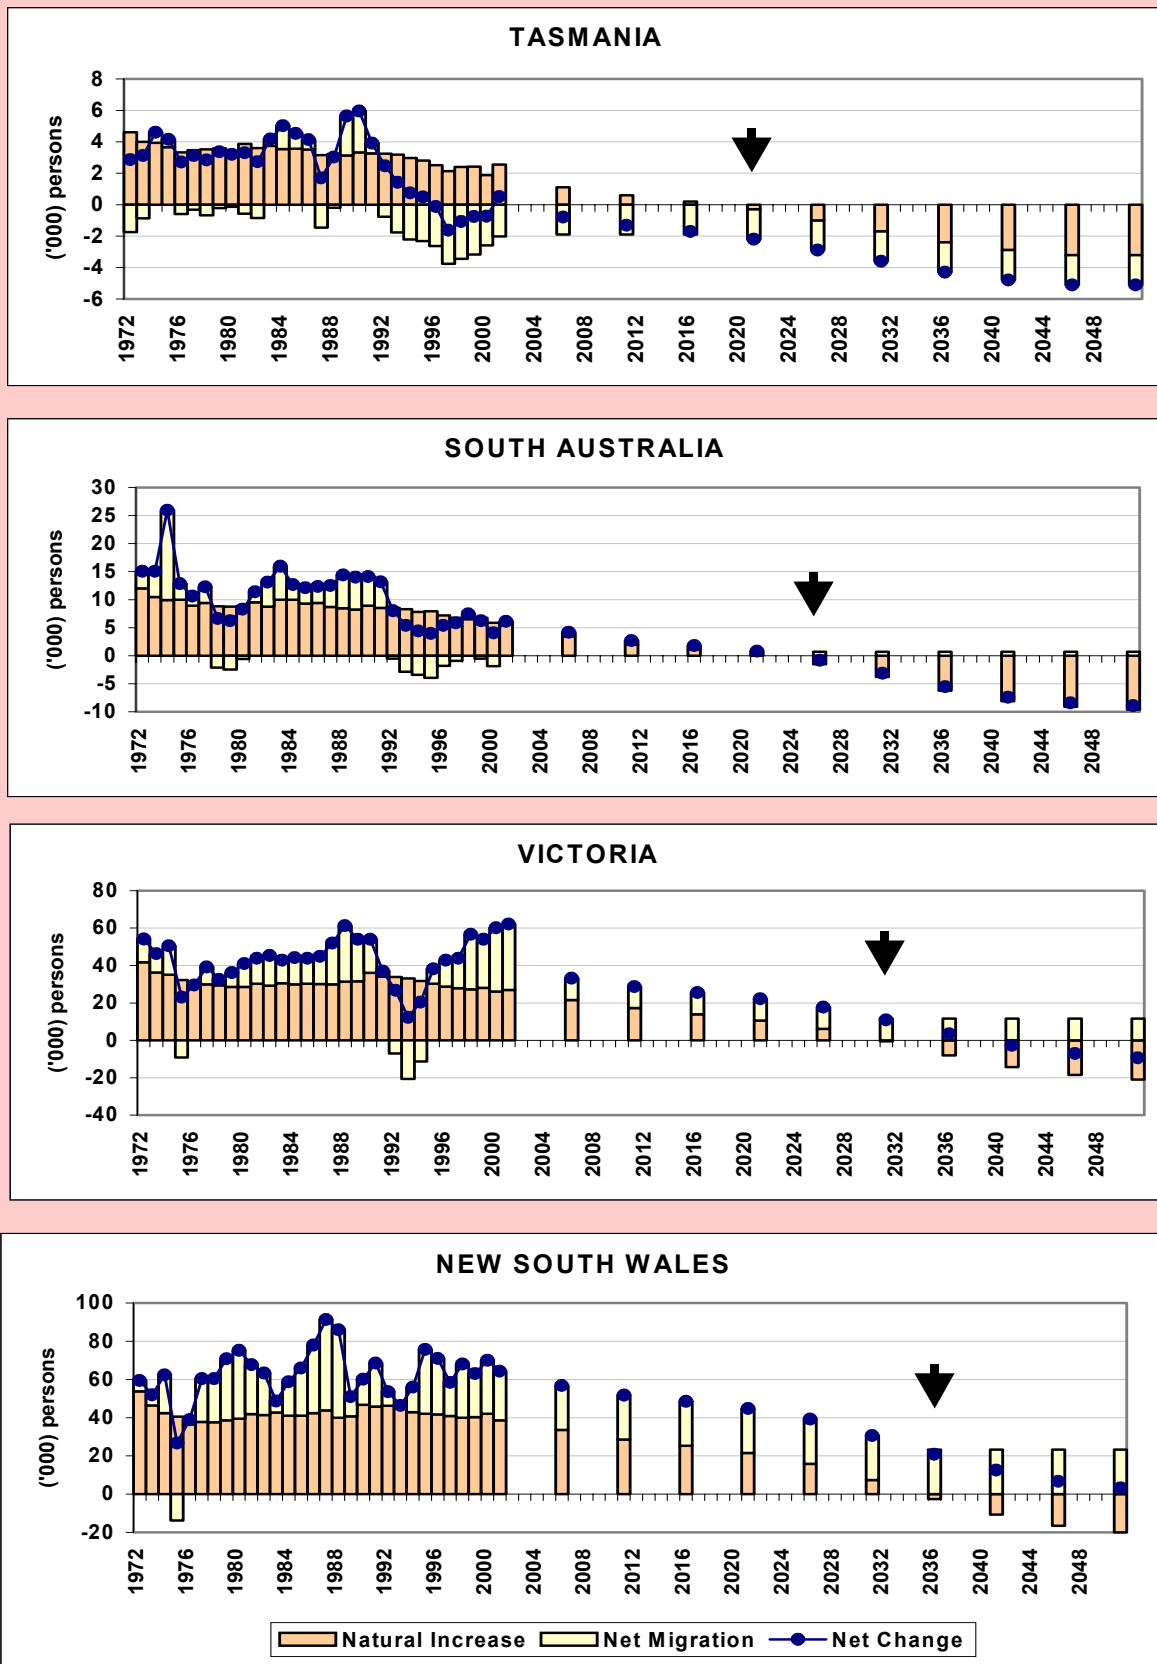 TASMANIA
('000) persons
8
6
4
2
0
-2
-4
-6
1972 1976 1980 1984 1988 1992 1996 2000 2004 2008 2012 2016 2020 2024 2028 2032 2036 2040 2044 2048
SOUTH AUSTRALIA
('000) persons
30
25
20
15
10
5
0
-5
-10
1972 1976 1980 1984 1988 1992 1996 2000 2004 2008 2012 2016 2020 2024 2028 2032 2036 2040 2044 2048
VICTORIA
('000) persons
80
60
40
20
0
-20
-40
1972 1976 1980 1984 1988 1992 1996 2000 2004 2008 2012 2016 2020 2024 2028 2032 2036 2040 2044 2048
NEW SOUTH WALES
('000) persons
100
80
60
40
20
0
-20
1972 1976 1980 1984 1988 1992 1996 2000 2004 2008 2012 2016 2020 2024 2028 2032 2036 2040 2044 2048
Natural Increase Net Migration Net Change